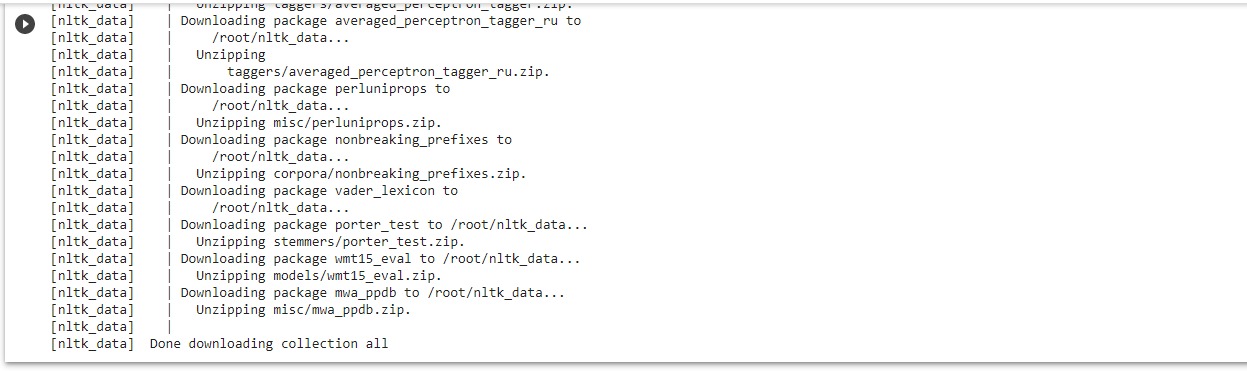 [nltk_data]    |   Unzipping taggers/averaged_perceptron_tagger.zip.
[nltk_data]    | Downloading package averaged_perceptron_tagger_ru to
[nltk_data]    |     /root/nltk_data...
[nltk_data]    |   Unzipping
[nltk_data]    |       taggers/averaged_perceptron_tagger_ru.zip.
[nltk_data]    | Downloading package perluniprops to
[nltk_data]    |     /root/nltk_data...
[nltk_data]    |   Unzipping misc/perluniprops.zip.
[nltk_data]    | Downloading package nonbreaking_prefixes to
[nltk_data]    |     /root/nltk_data...
[nltk_data]    |   Unzipping corpora/nonbreaking_prefixes.zip.
[nltk_data]    | Downloading package vader_lexicon to
[nltk_data]    |     /root/nltk_data...
[nltk_data]    | Downloading package porter_test to /root/nltk_data...
[nltk_data]    |   Unzipping stemmers/porter_test.zip.
[nltk_data]    | Downloading package wmt15_eval to /root/nltk_data...
[nltk_data]    |   Unzipping models/wmt15_eval.zip.
[nltk_data]    | Downloading package mwa_ppdb to /root/nltk_data...
[nltk_data]    |   Unzipping misc/mwa_ppdb.zip.
[nltk_data]    |
[nltk_data]  Done downloading collection all